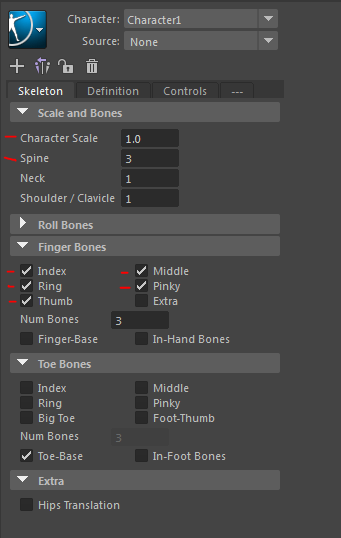 Character: Character1
Source: None
Skeleton Definition Controls ---
Scale and Bones
Character Scale 1.0
Spine 3
Neck 1
Shoulder / Clavicle 1
Roll Bones
Finger Bones
Index Middle
Ring Pinky
Thumb Extra
Num Bones 3
Finger-Base In-Hand Bones
Toe Bones
Index Middle
Ring Pinky
Big Toe Foot-Thumb
Num Bones 3
Toe-Base In-Foot Bones
Extra
Hips Translation